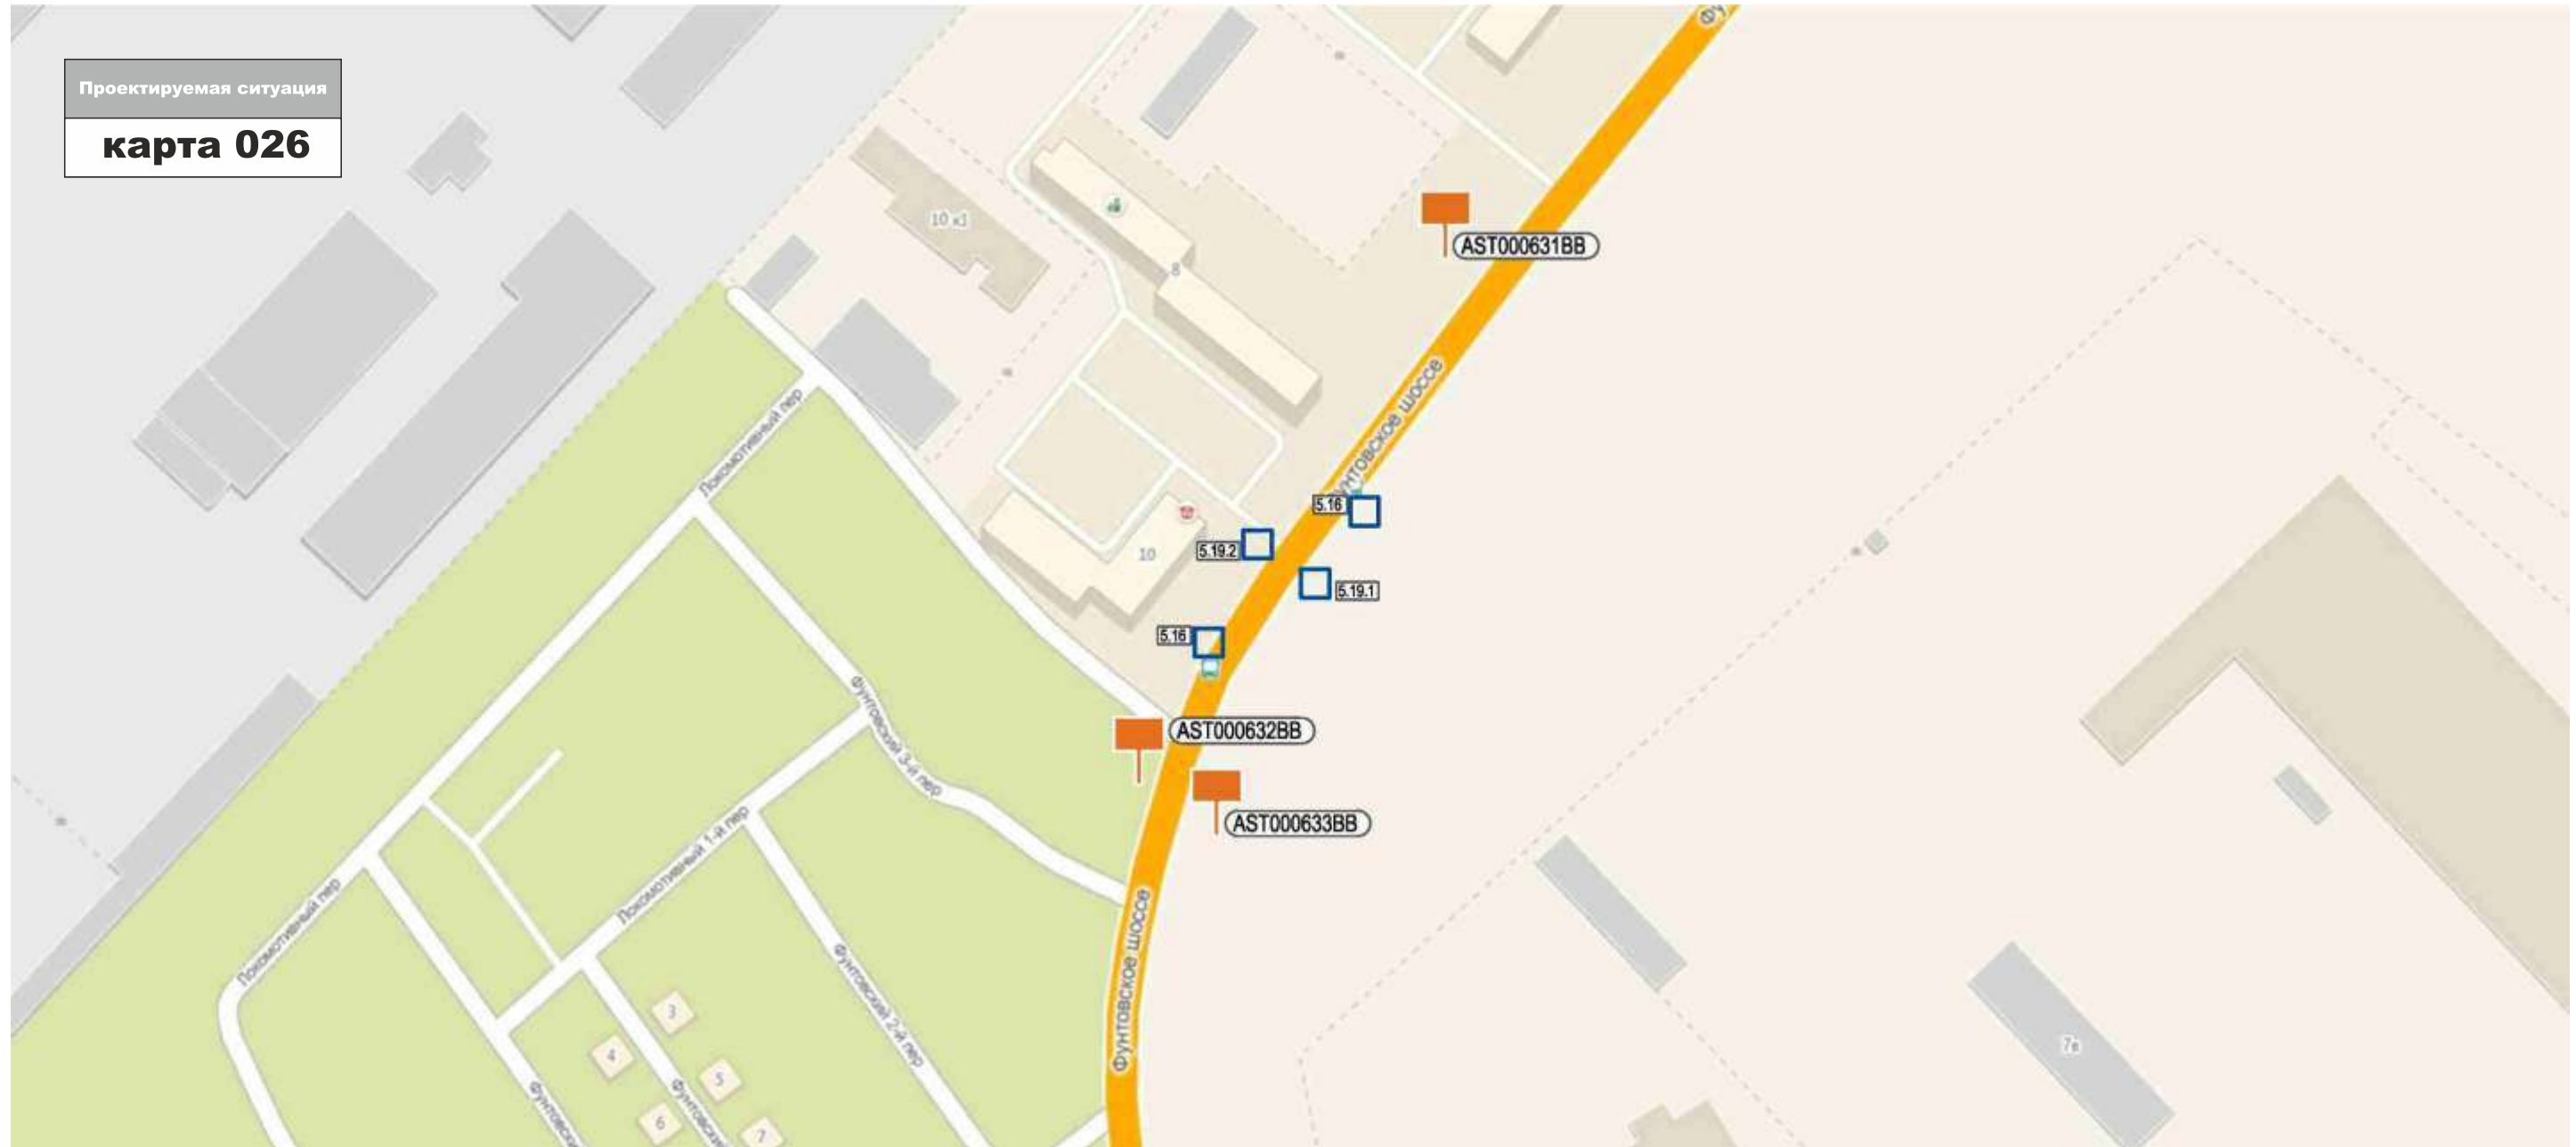 Проектируемая ситуация
карта 026
10 к1
8
AST000631BB
Фунтовское шоссе
Локомотивный пер
5.16
5.19.2
10
5.19.1
5.16
Фунтовский 3-й пер
AST000632BB
AST000633BB
Локомотивный 1-й пер
Локомотивный пер
Фунтовское шоссе
Фунтовский 2-й пер
3
4
5
6
7
7в